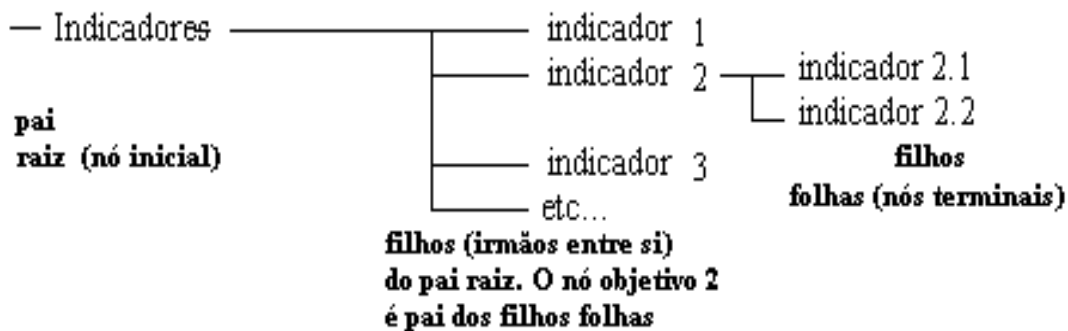 Indicadores
indicador 1
indicador 2
indicador 2.1
indicador 2.2
pai
raiz (nó inicial)
indicador 3
etc...
filhos
folhas (nós terminais)
filhos (irmãos entre si)
do pai raiz. O nó objetivo 2
é pai dos filhos folhas